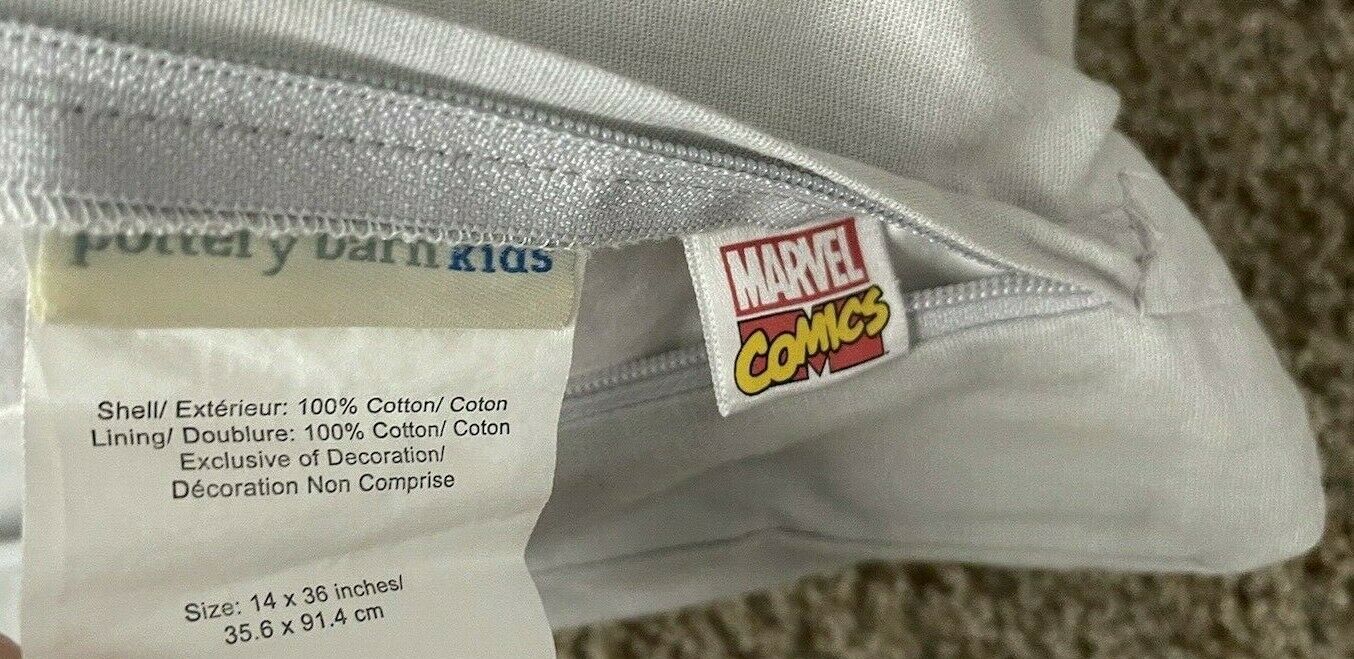 pottery barn kids
MARVEL
COMICS
Shell/ Extérieur: 100% Cotton/ Coton
Lining/ Doublure: 100% Cotton/ Coton
Exclusive of Decoration/
Décoration Non Comprise
Size: 14 x 36 inches/
35.6 x 91.4 cm